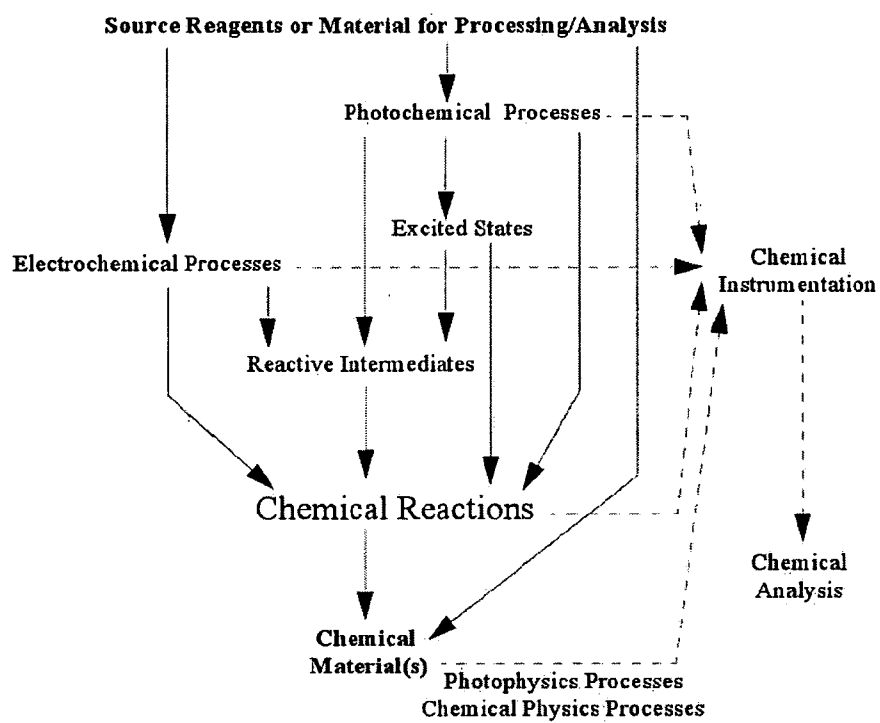 Source Reagents or Material for Processing/Analysis
Photochemical Processes
Excited States
Electrochemical Processes
Chemical
Instrumentation
Reactive Intermediates
Chemical Reactions
Chemical
Analysis
Chemical
Material(s)
Photophysics Processes
Chemical Physics Processes